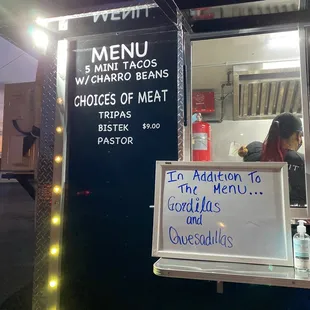 MENU
5 MINI TACOS
W/ CHARRO BEANS
CHOICES OF MEAT
TRIPAS
BISTEK $9.00
PASTOR
In Addition To
The Menu...
Gordilas
and
Quesadillas